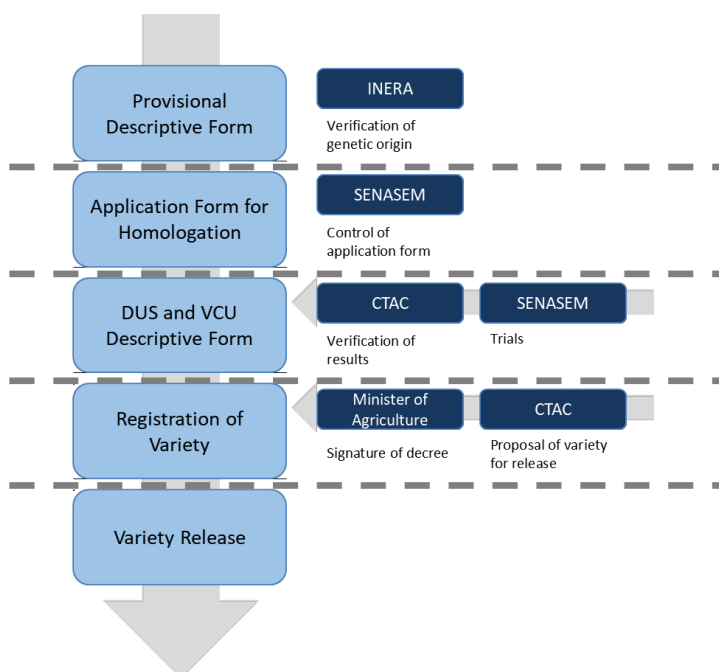 Provisional
Descriptive Form
INERA
Verification of
genetic origin
Application Form for
Homologation
SENASEM
Control of
application form
DUS and VCU
Descriptive Form
CTAC
Verification of
results
SENASEM
Trials
Registration of
Variety
Minister of
Agriculture
Signature of decree
CTAC
Proposal of variety
for release
Variety Release